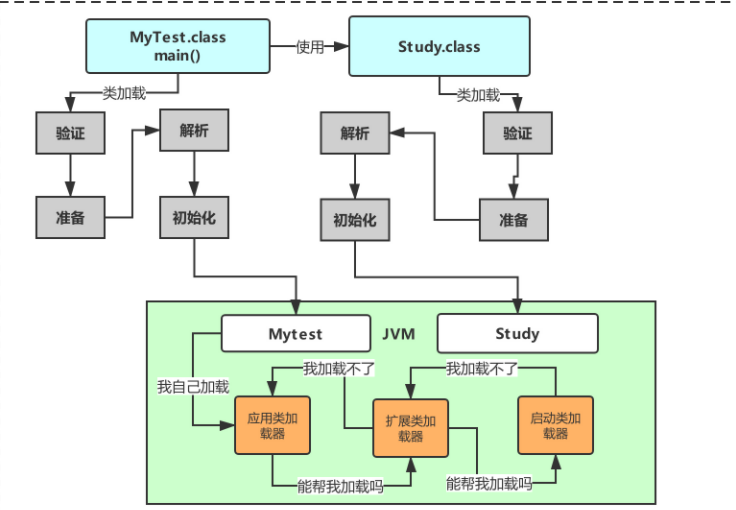 MyTest.class
main()
使用
Study.class
类加载
类加载
验证
解析
解析
验证
准备
初始化
初始化
准备
Mytest
JVM
Study
我加载不了
我加载不了
我自己加载
应用类加
载器
扩展类加
载器
启动类加
载器
能帮我加载吗
能帮我加载吗